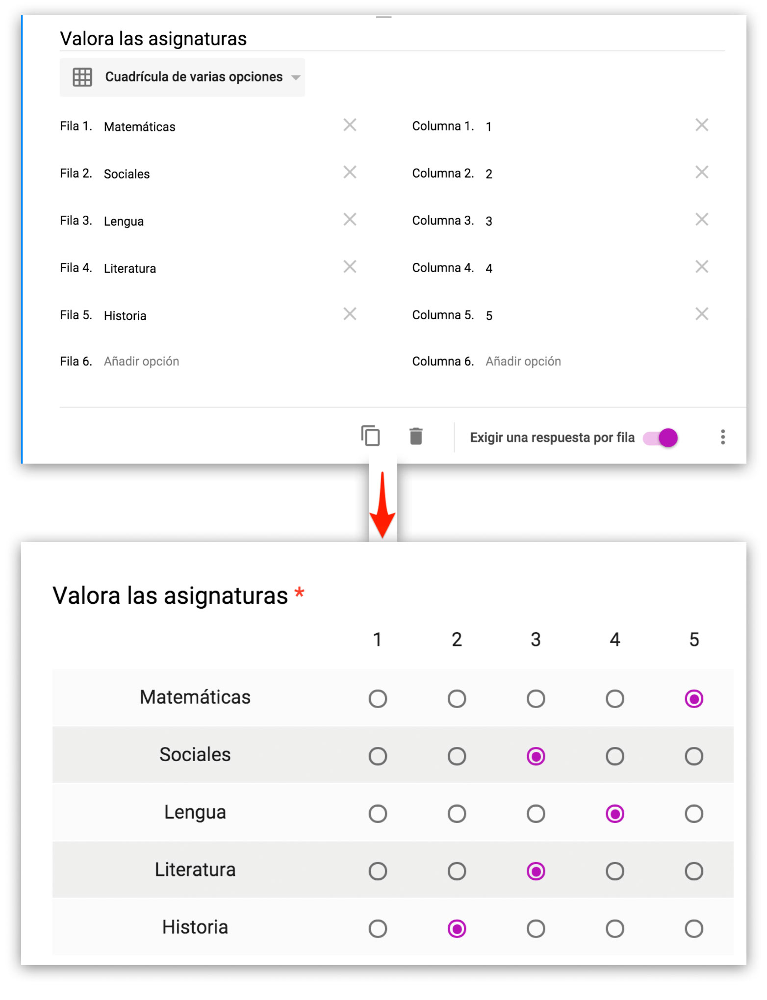 Valora las asignaturas
Cuadrícula de varias opciones
Fila 1. Matemáticas Columna 1. 1
Fila 2. Sociales Columna 2. 2
Fila 3. Lengua Columna 3. 3
Fila 4. Literatura Columna 4. 4
Fila 5. Historia Columna 5. 5
Fila 6. Añadir opción Columna 6. Añadir opción
Exigir una respuesta por fila
Valora las asignaturas *
1 2 3 4 5
Matemáticas
Sociales
Lengua
Literatura
Historia